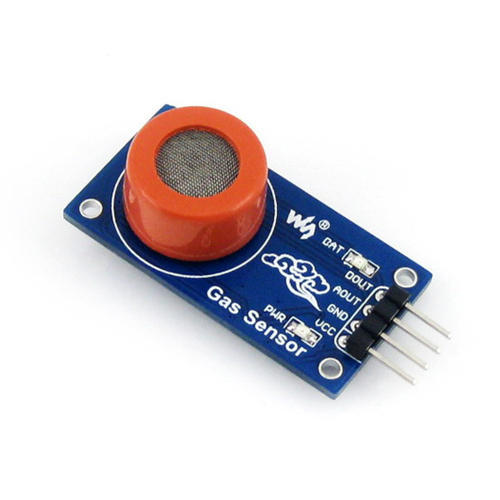 W®
DAT
DOUT
AOUT
GND
VCC
PWR
Gas Sensor